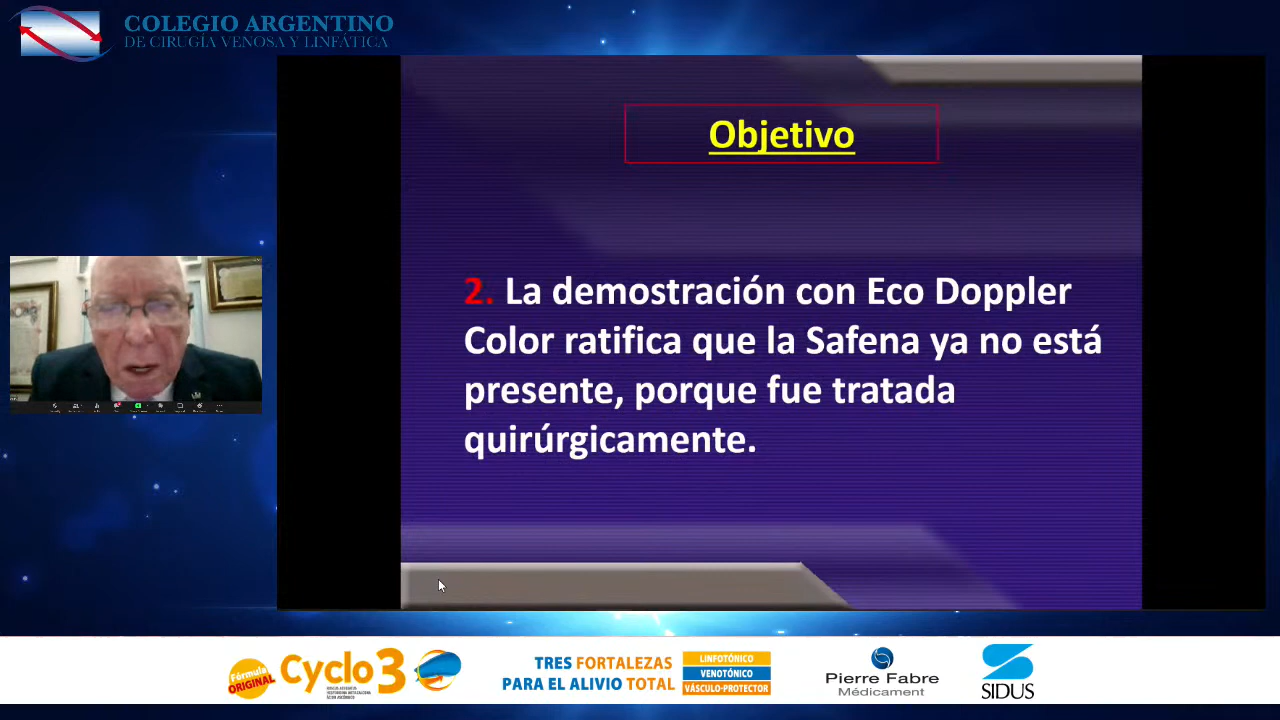 COLEGIO ARGENTINO
DE CIRUGÍA VENOSA Y LINFÁTICA
Objetivo
2. La demostración con Eco Doppler
Color ratifica que la Safena ya no está
presente, porque fue tratada
quirúrgicamente.
Fórmula
ORIGINAL
Cyclo 3
TRES FORTALEZAS
PARA EL ALIVIO TOTAL
LINFOTÓNICO
VENOTÓNICO
VÁSCULO-PROTECTOR
Pierre Fabre
Médicament
SIDUS